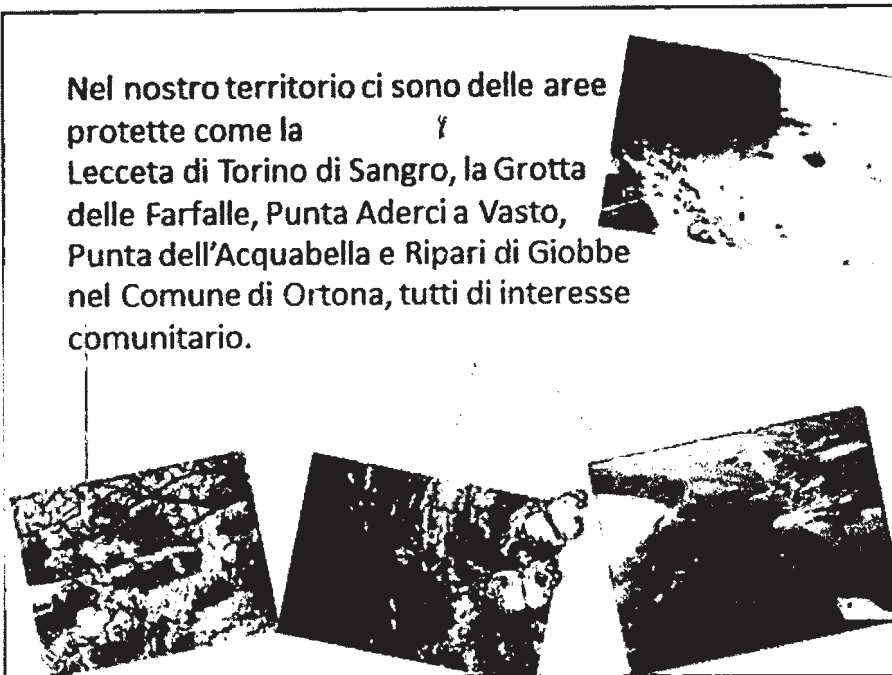 Nel nostro territorio ci sono delle aree
protette come la
Lecceta di Torino di Sangro, la Grotta
delle Farfalle, Punta Aderci a Vasto,
Punta dell'Acquabella e Ripari di Giobbe
nel Comune di Ortona, tutti di interesse
comunitario.